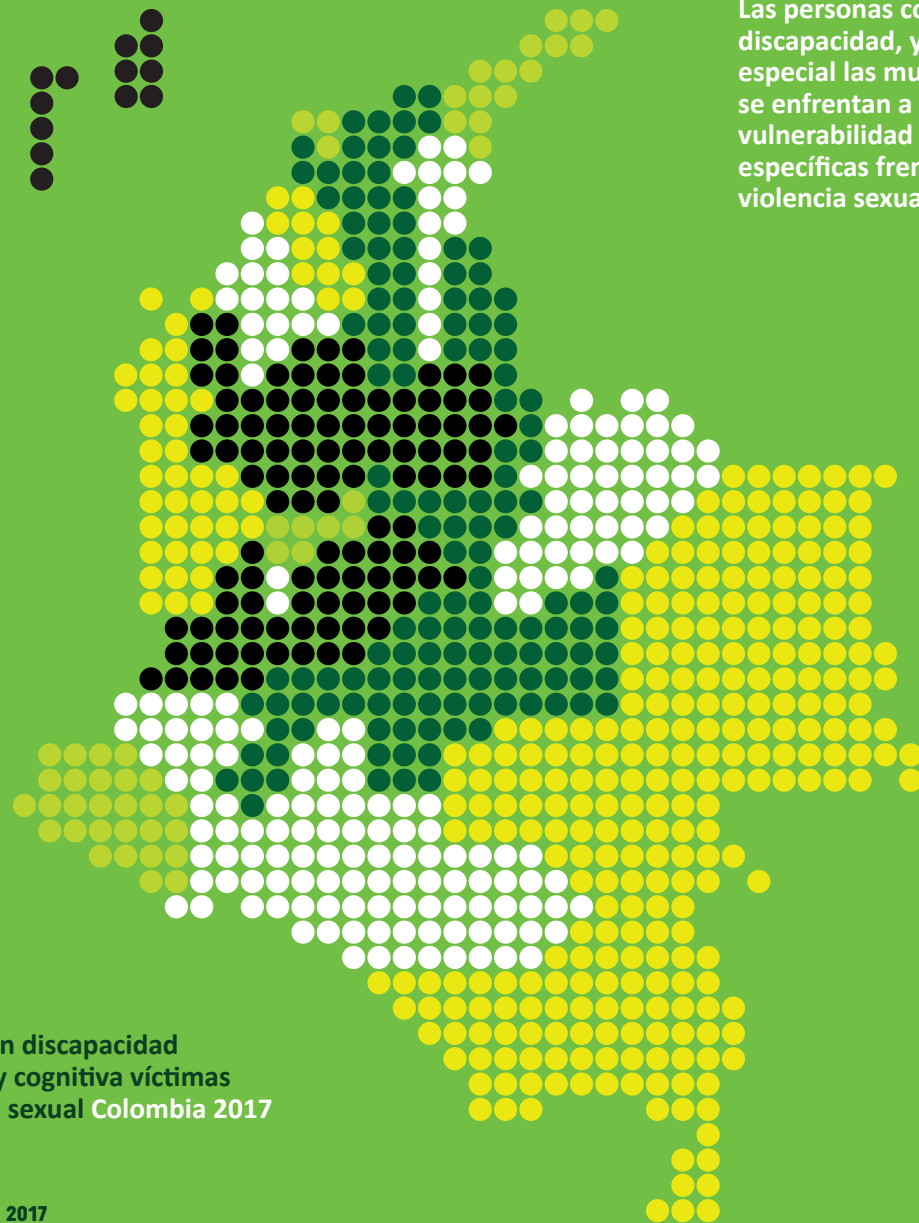 Las personas co
discapacidad, y
especial las mu
se enfrentan a
vulnerabilidad
específicas fren
violencia sexua
n discapacidad
y cognitiva víctimas
sexual Colombia 2017
2017